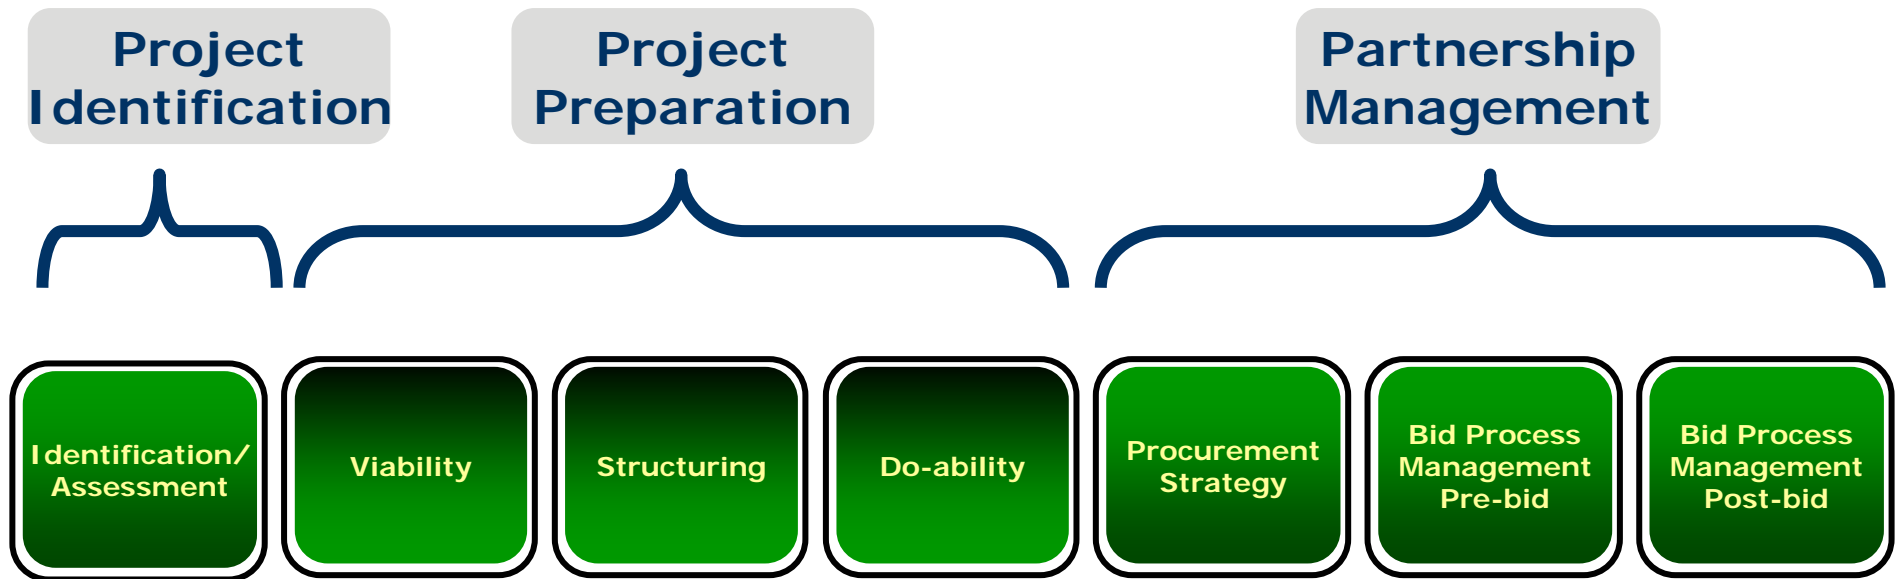 Project
Identification
Project
Preparation
Partnership
Management
Identification/
Assessment
Viability
Structuring
Do-ability
Procurement
Strategy
Bid Process
Management
Pre-bid
Bid Process
Management
Post-bid